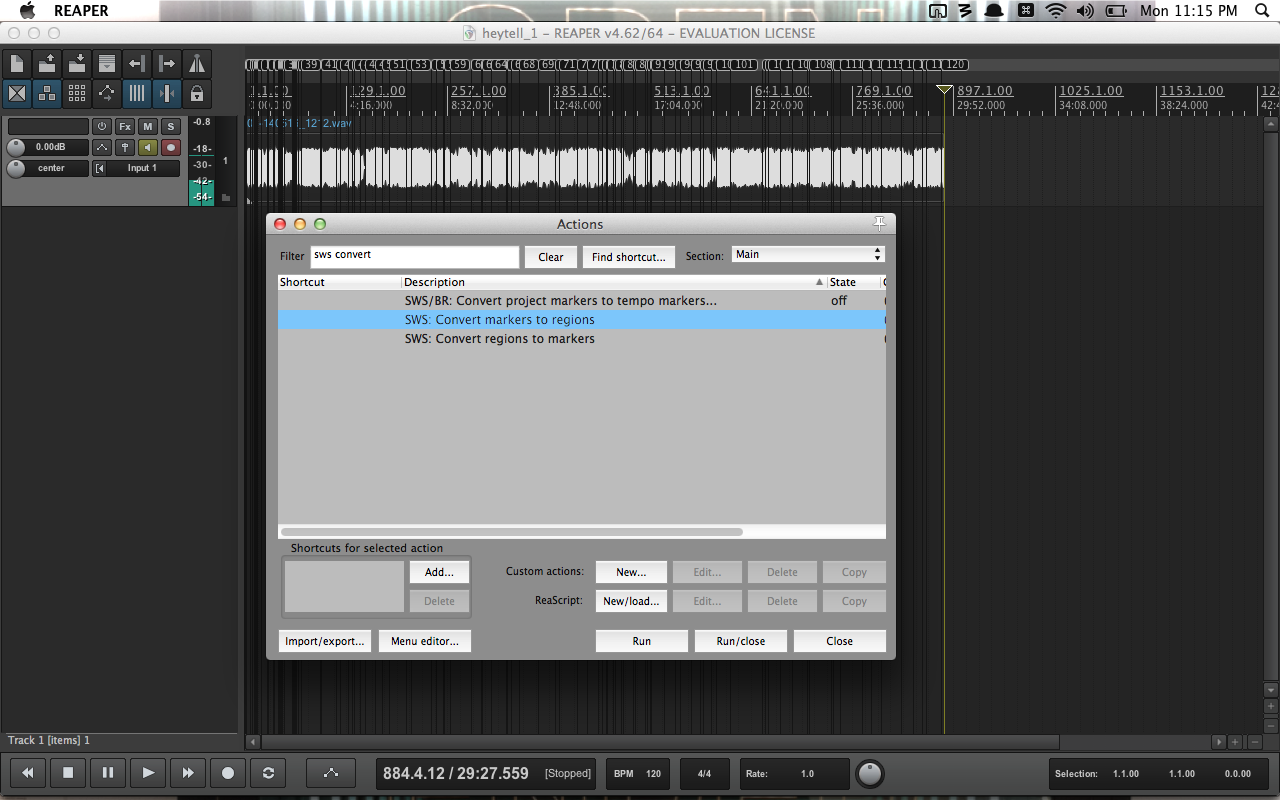 REAPER
Mon 11:15 PM
heytell_1 – REAPER v4.62/64 – EVALUATION LICENSE
1.1.00 129.1.00 257.1.00 385.1.00 513.1.00 641.1.00 769.1.00 897.1.00 1025.1.00 1153.1.00
4:16.000 8:32.000 12:48.000 17:04.000 21:20.000 25:36.000 29:52.000 34:08.000 38:24.000
Fx M S
-0.8
0.00dB
-18-
-30-
1
center
Input 1
-42-
-54-
Actions
Filter
sws convert
Clear
Find shortcut...
Section:
Main
Shortcut Description State
SWS/BR: Convert project markers to tempo markers... off
SWS: Convert markers to regions
SWS: Convert regions to markers
Shortcuts for selected action
Add...
Delete
Custom actions: New... Edit... Delete Copy
ReaScript: New/load... Edit... Delete Copy
Import/export... Menu editor... Run Run/close Close
Track 1 [items] 1
884.4.12 / 29:27.559 [Stopped] BPM 120 4/4 Rate: 1.0 Selection: 1.1.00 1.1.00 0.0.00